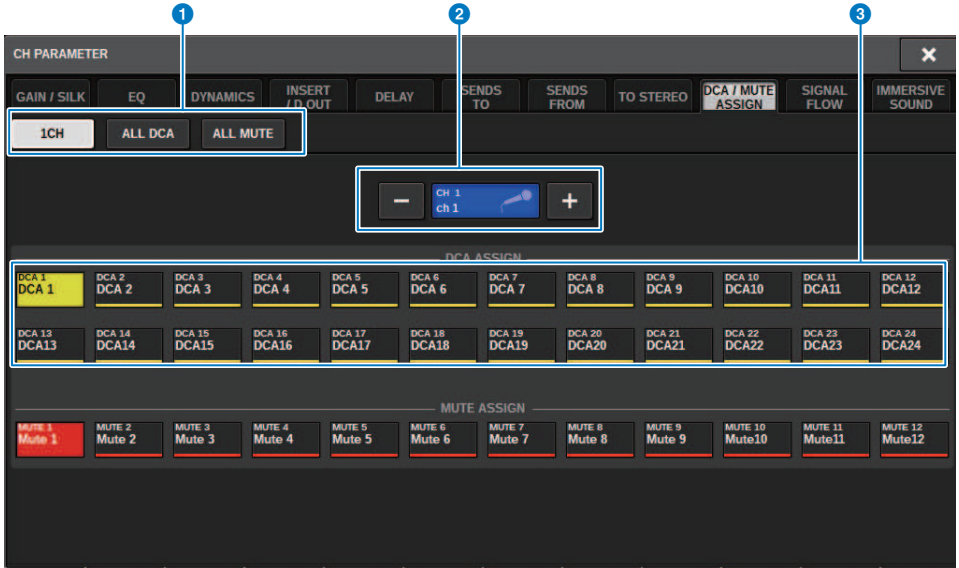 1 2 3
CH PARAMETER ×
GAIN / SILK EQ DYNAMICS INSERT / D.OUT DELAY SENDS TO SENDS FROM TO STEREO DCA / MUTE ASSIGN SIGNAL FLOW IMMERSIVE SOUND
1CH ALL DCA ALL MUTE
− CH 1 +
ch 1
DCA ASSIGN
DCA 1 DCA 2 DCA 3 DCA 4 DCA 5 DCA 6 DCA 7 DCA 8 DCA 9 DCA 10 DCA 11 DCA 12
DCA 1 DCA 2 DCA 3 DCA 4 DCA 5 DCA 6 DCA 7 DCA 8 DCA 9 DCA10 DCA11 DCA12
DCA 13 DCA 14 DCA 15 DCA 16 DCA 17 DCA 18 DCA 19 DCA 20 DCA 21 DCA 22 DCA 23 DCA 24
DCA13 DCA14 DCA15 DCA16 DCA17 DCA18 DCA19 DCA20 DCA21 DCA22 DCA23 DCA24
MUTE ASSIGN
MUTE 1 MUTE 2 MUTE 3 MUTE 4 MUTE 5 MUTE 6 MUTE 7 MUTE 8 MUTE 9 MUTE 10 MUTE 11 MUTE 12
Mute 1 Mute 2 Mute 3 Mute 4 Mute 5 Mute 6 Mute 7 Mute 8 Mute 9 Mute10 Mute11 Mute12